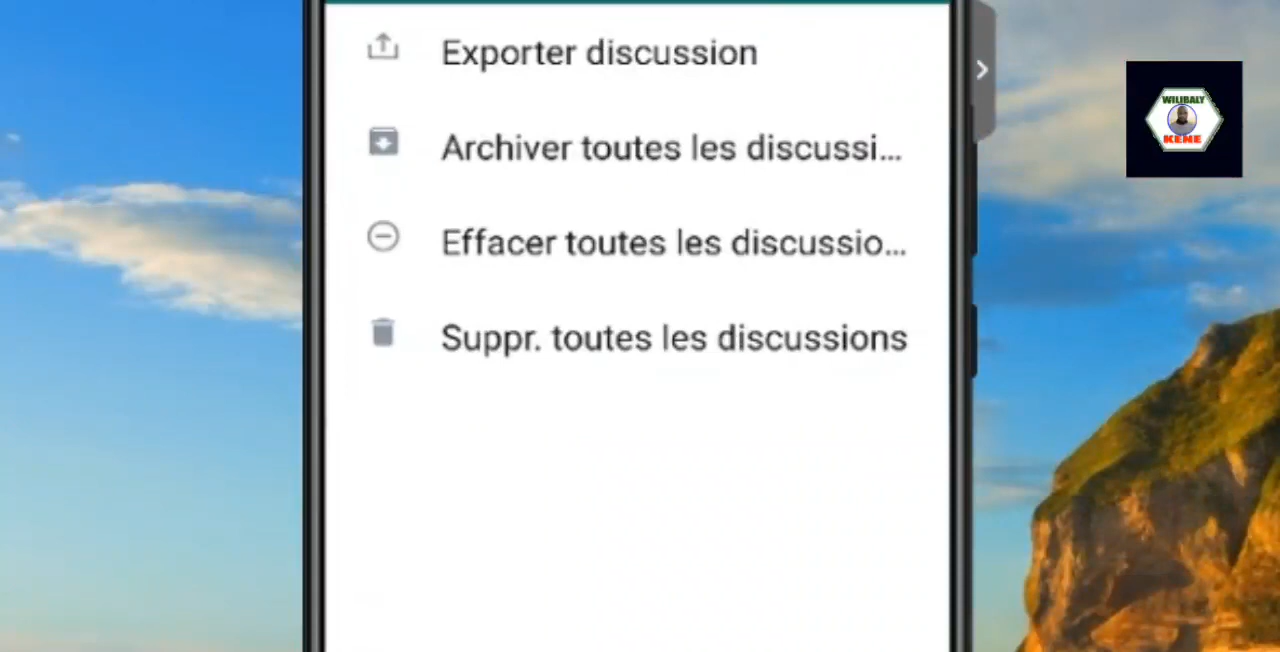 Exporter discussion
Archiver toutes les discussi...
Effacer toutes les discussio...
Suppr. toutes les discussions
WILIBALY
KEME